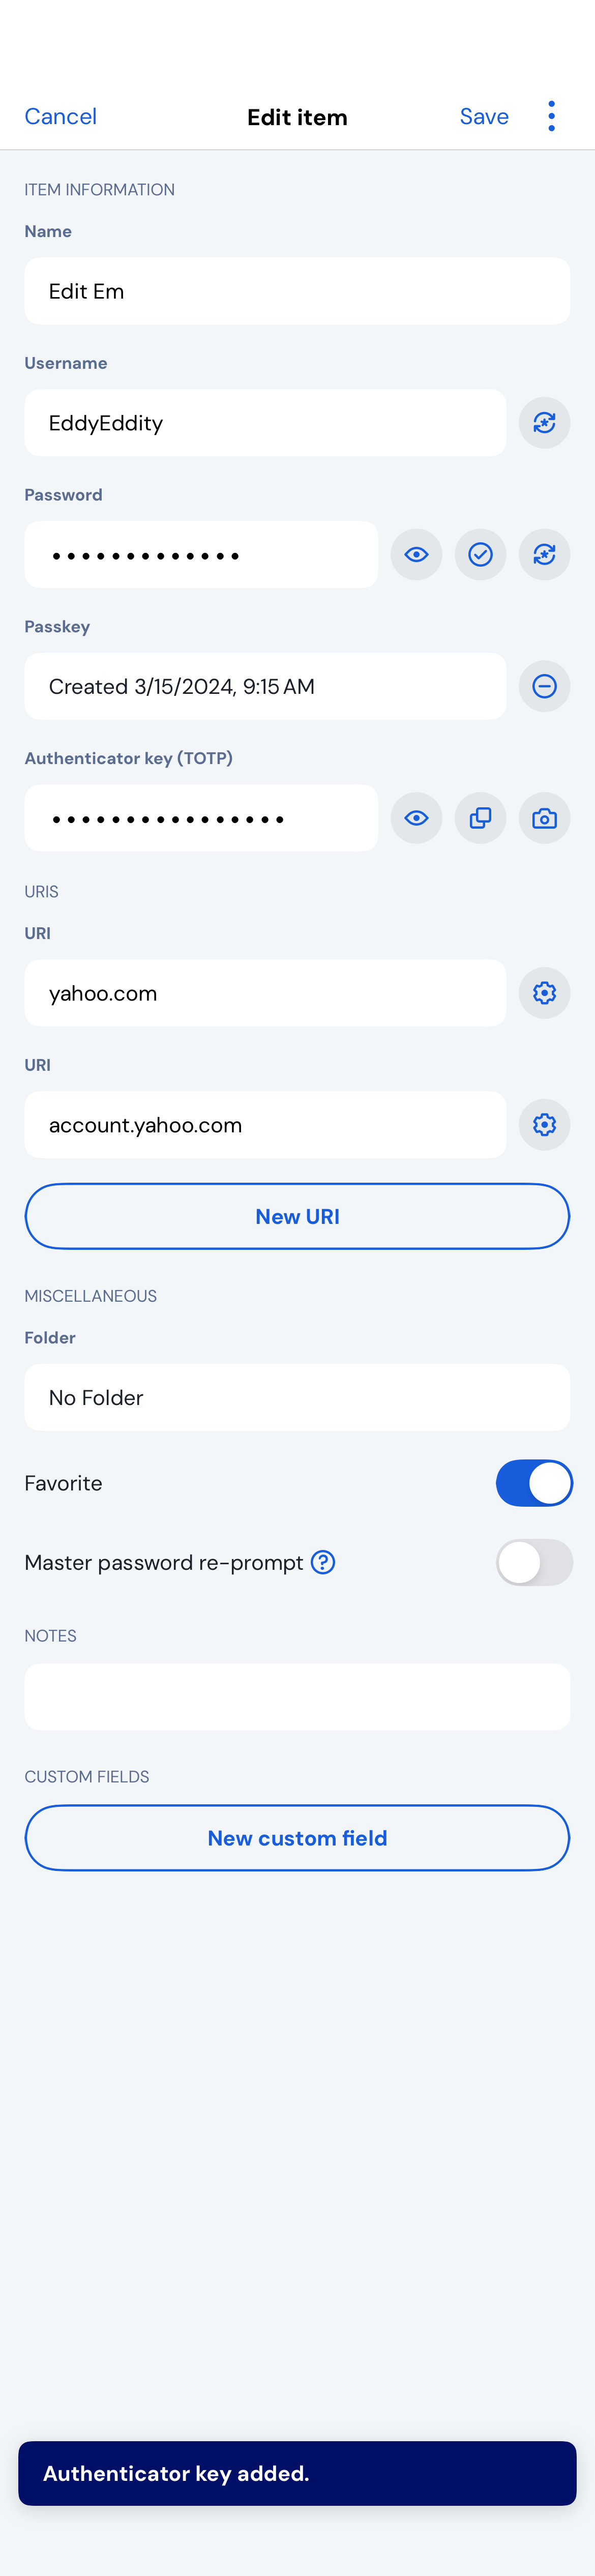 Cancel
Edit item
Save
ITEM INFORMATION
Name
Edit Em
Username
EddyEddity
Password
•••••••••••••
Passkey
Created 3/15/2024, 9:15 AM
Authenticator key (TOTP)
••••••••••••••••
URIS
URI
yahoo.com
URI
account.yahoo.com
New URI
MISCELLANEOUS
Folder
No Folder
Favorite
Master password re-prompt
NOTES
CUSTOM FIELDS
New custom field
Authenticator key added.